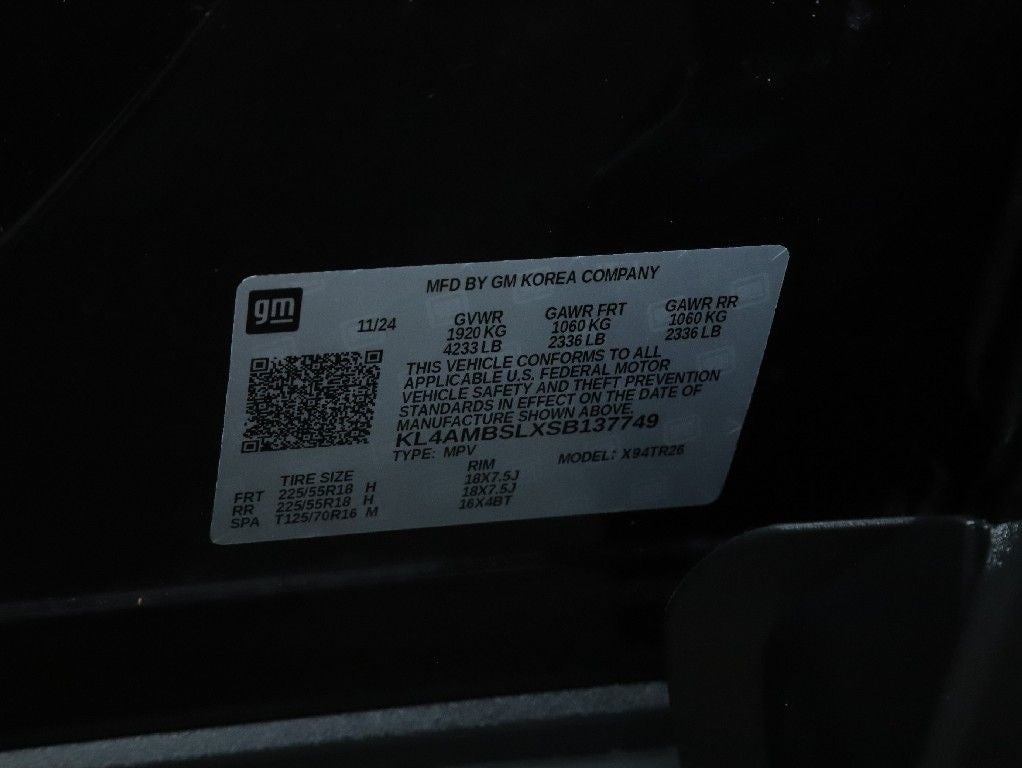 MFD BY GM KOREA COMPANY
gm
11/24
GVWR GAWR FRT GAWR RR
1920 KG 1060 KG 1060 KG
4233 LB 2336 LB 2336 LB
THIS VEHICLE CONFORMS TO ALL
APPLICABLE U.S. FEDERAL MOTOR
VEHICLE SAFETY AND THEFT PREVENTION
STANDARDS IN EFFECT ON THE DATE OF
MANUFACTURE SHOWN ABOVE.
KL4AMBSLXSB137749
TYPE: MPV MODEL: X94TR26
TIRE SIZE RIM
FRT 225/55R18 H 18X7.5J
RR 225/55R18 H 18X7.5J
SPA T125/70R16 M 16X4BT